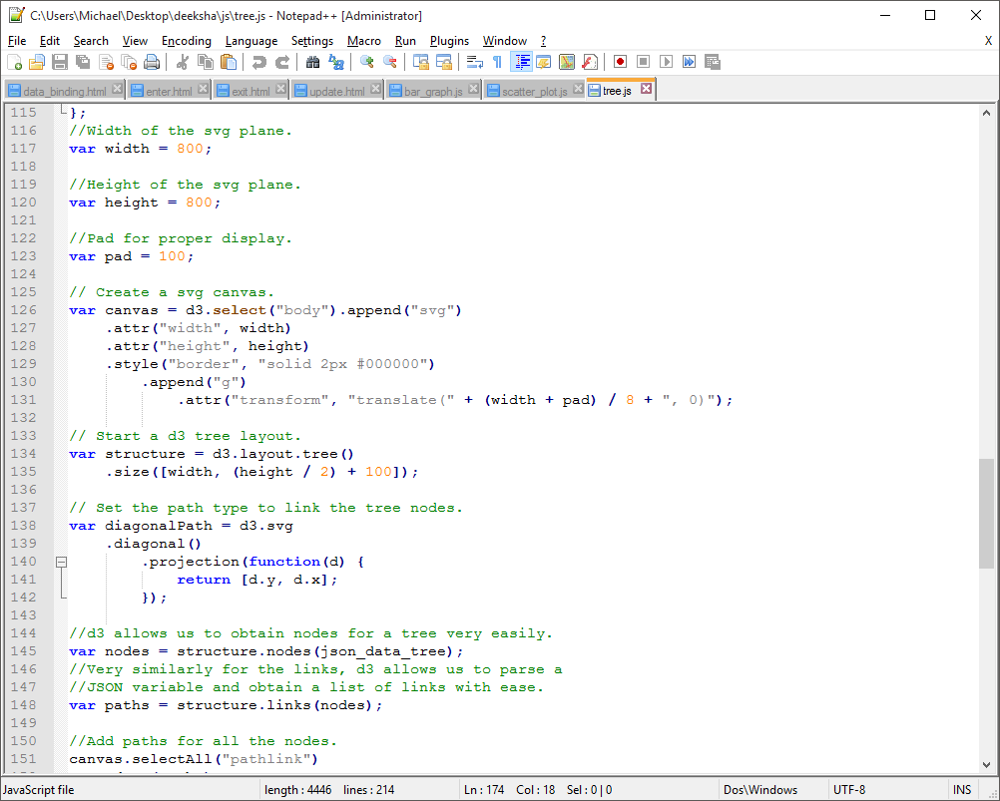 C:\Users\Michael\Desktop\deeksha\js\tree.js - Notepad++ [Administrator]
File Edit Search View Encoding Language Settings Macro Run Plugins Window ? X
data_binding.html enter.html exit.html update.html bar_graph.js scatter_plot.js tree.js
115 };
116 //Width of the svg plane.
117 var width = 800;
118
119 //Height of the svg plane.
120 var height = 800;
121
122 //Pad for proper display.
123 var pad = 100;
124
125 // Create a svg canvas.
126 var canvas = d3.select("body").append("svg")
127     .attr("width", width)
128     .attr("height", height)
129     .style("border", "solid 2px #000000")
130         .append("g")
131             .attr("transform", "translate(" + (width + pad) / 8 + ", 0)");
132
133 // Start a d3 tree layout.
134 var structure = d3.layout.tree()
135     .size([width, (height / 2) + 100]);
136
137 // Set the path type to link the tree nodes.
138 var diagonalPath = d3.svg
139     .diagonal()
140         .projection(function(d) {
141             return [d.y, d.x];
142         });
143
144 //d3 allows us to obtain nodes for a tree very easily.
145 var nodes = structure.nodes(json_data_tree);
146 //Very similarly for the links, d3 allows us to parse a
147 //JSON variable and obtain a list of links with ease.
148 var paths = structure.links(nodes);
149
150 //Add paths for all the nodes.
151 canvas.selectAll("pathlink")
JavaScript file length : 4446 lines : 214 Ln : 174 Col : 18 Sel : 0 | 0 Dos\Windows UTF-8 INS